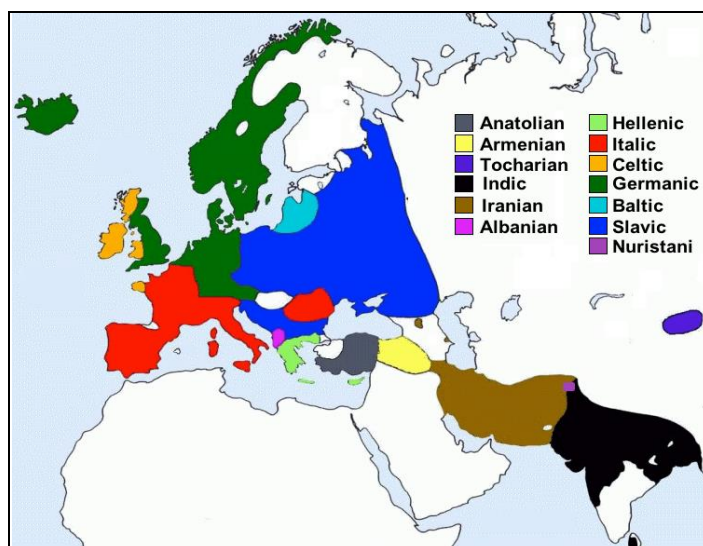 Anatolian Hellenic
Armenian Italic
Tocharian Celtic
Indic Germanic
Iranian Baltic
Albanian Slavic
Nuristani